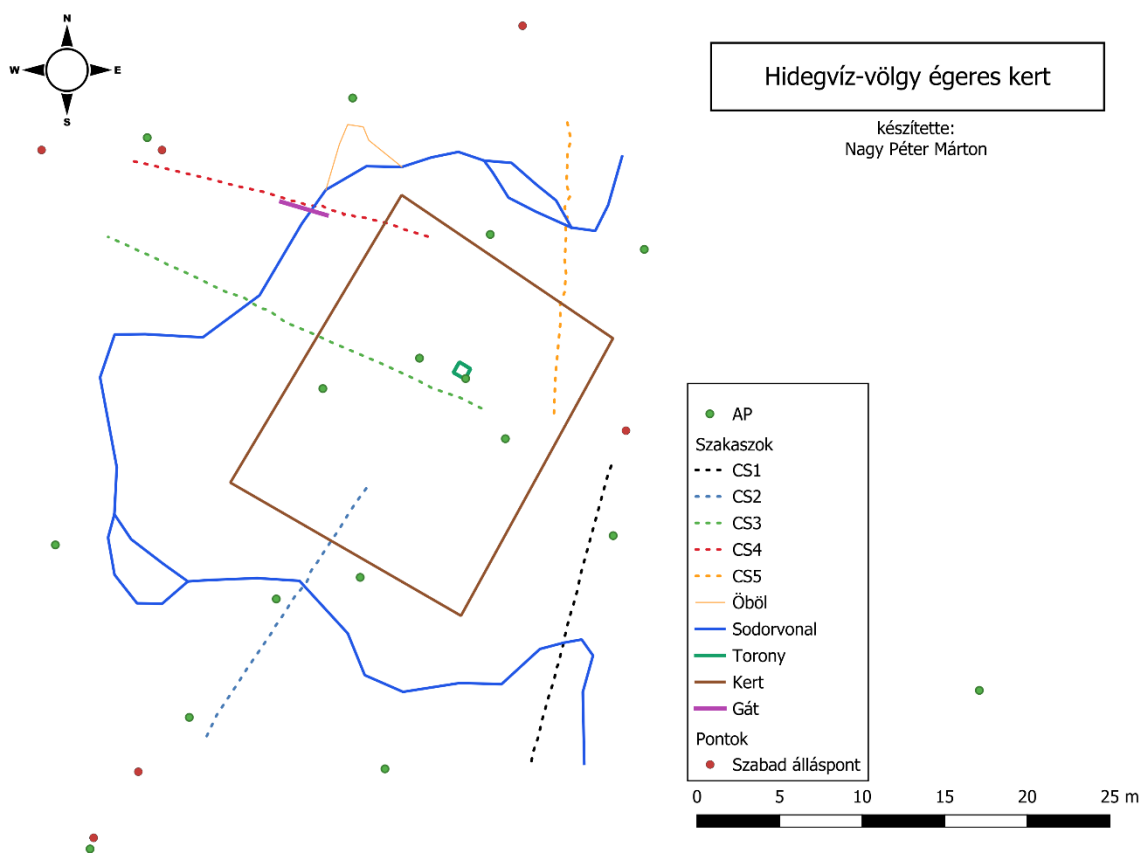 N
W E
S
Hidegvíz-völgy égeres kert
készítette:
Nagy Péter Márton
AP
Szakaszok
CS1
CS2
CS3
CS4
CS5
Öböl
Sodorvonal
Torony
Kert
Gát
Pontok
Szabad álláspont
0 5 10 15 20 25 m